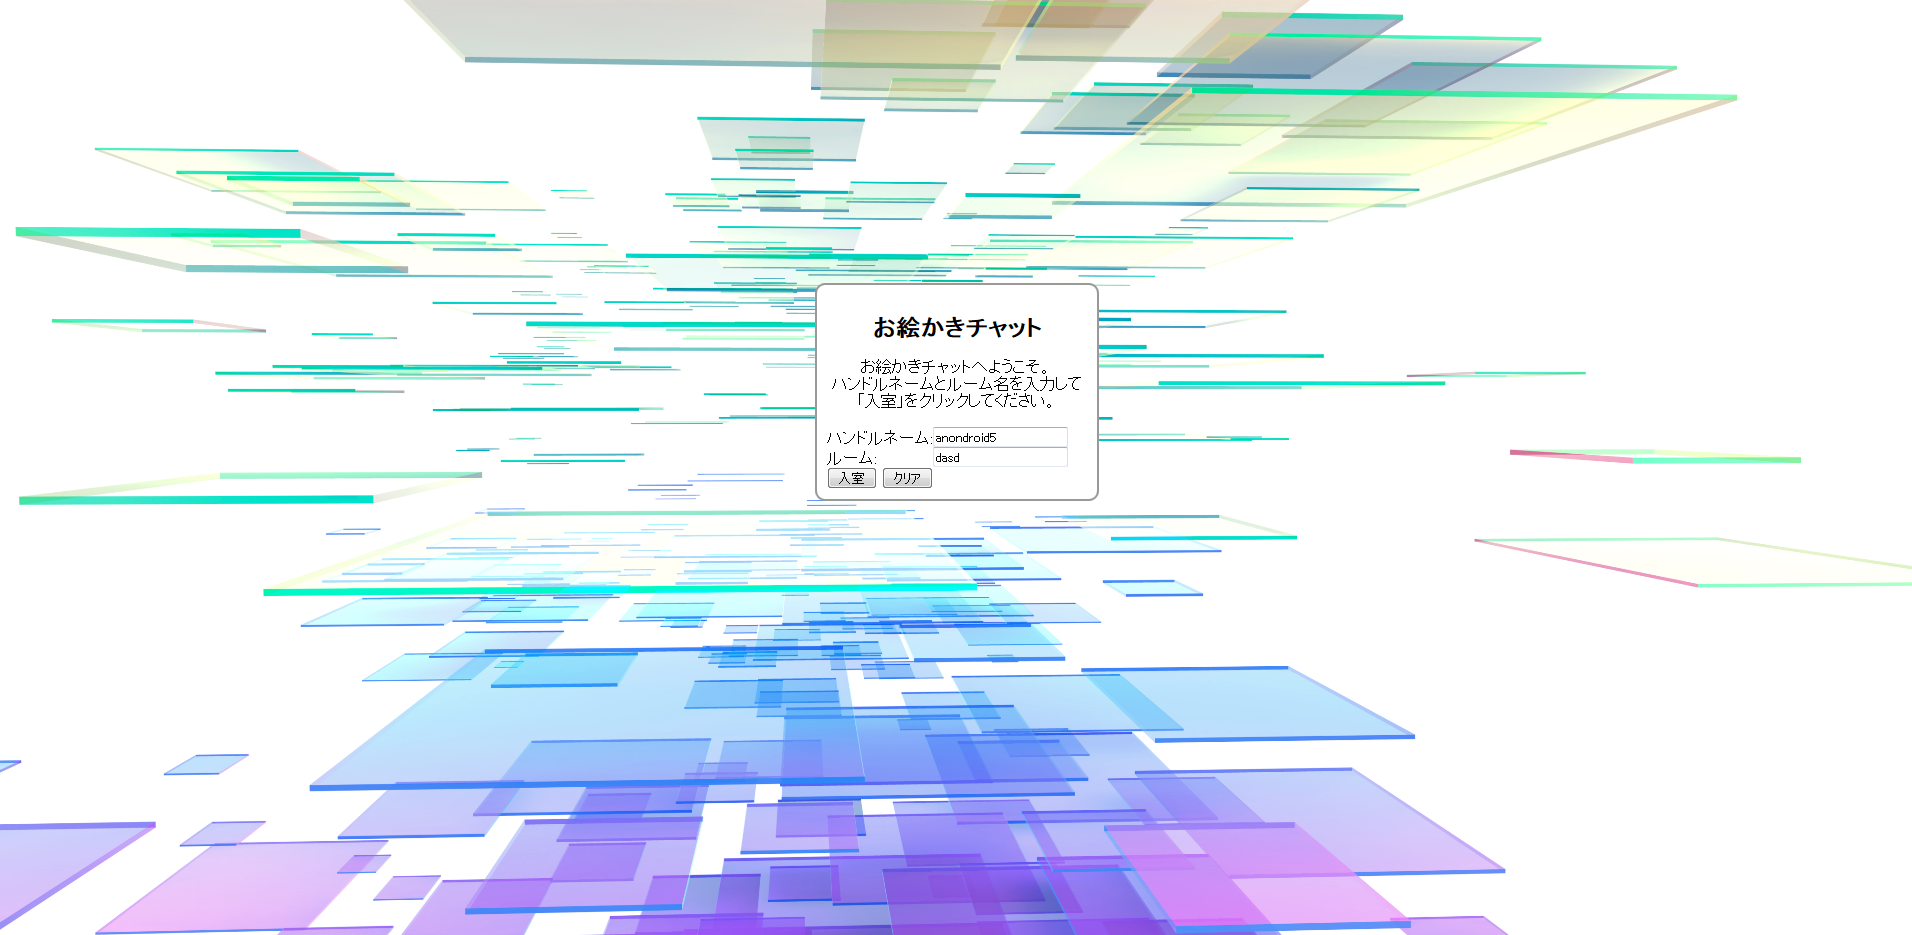 お絵かきチャット
お絵かきチャットへようこそ。
ハンドルネームとルーム名を入力して
「入室」をクリックしてください。
ハンドルネーム: anondroid5
ルーム: dasd
入室 クリア